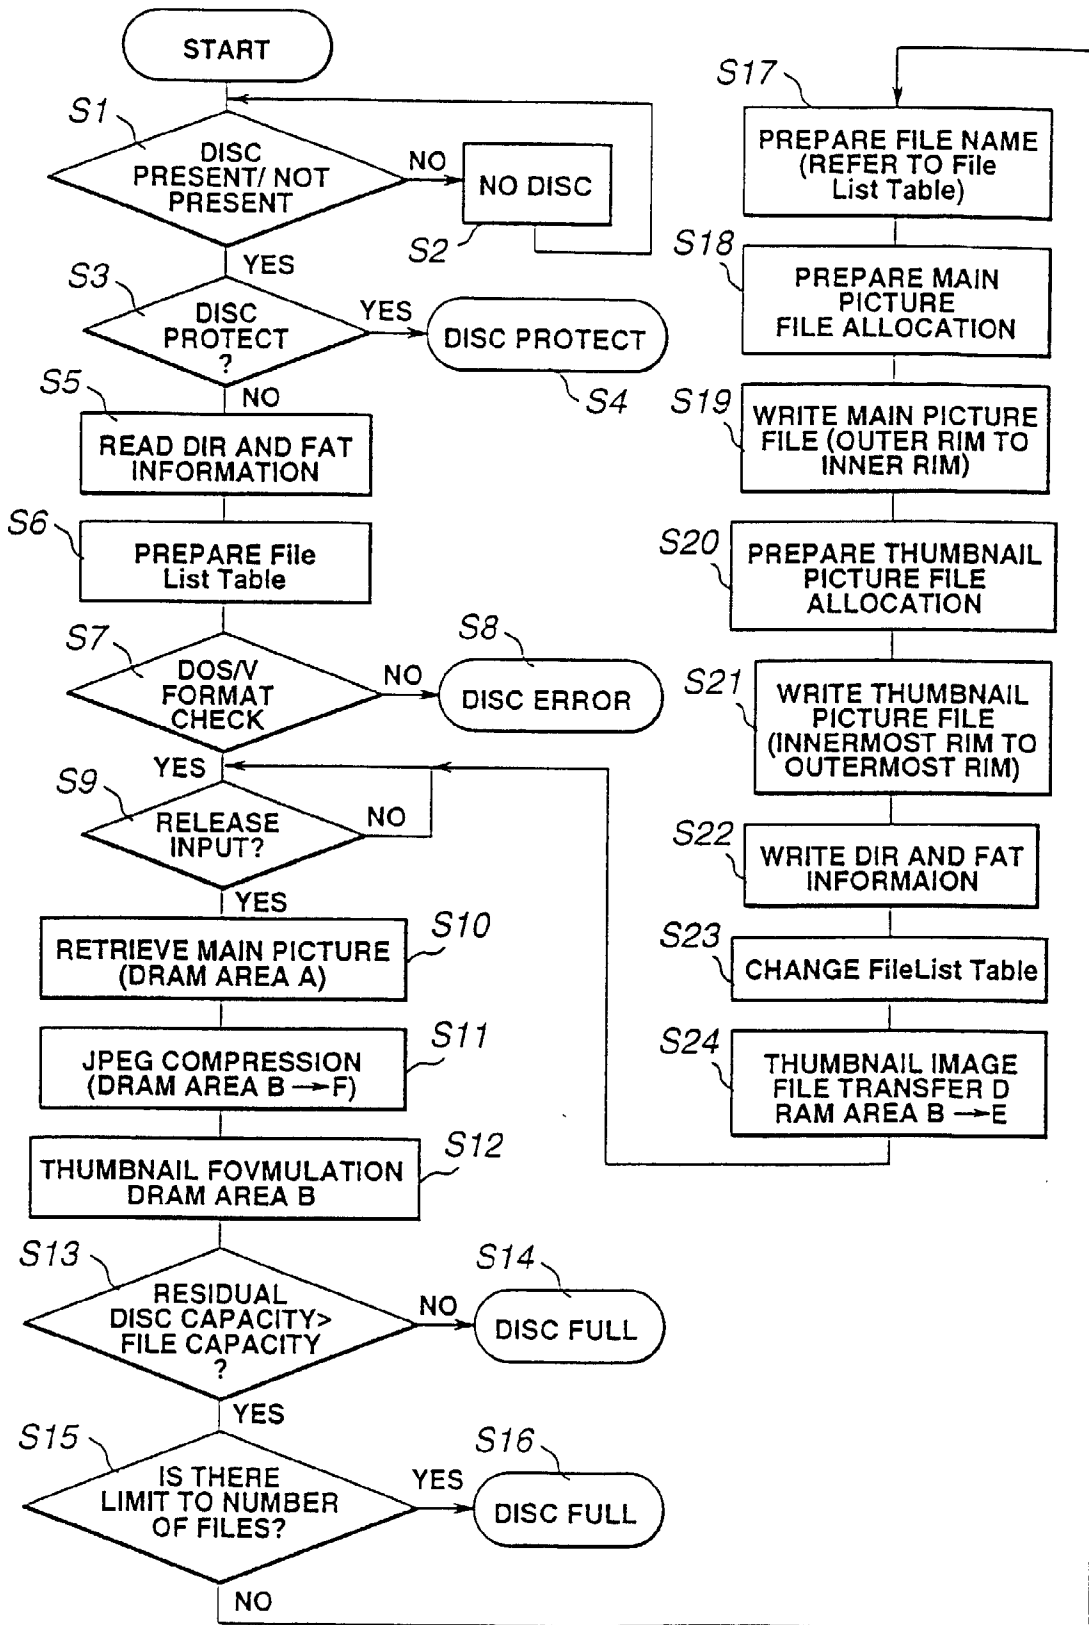 START
S1
DISC
PRESENT/ NOT
PRESENT
NO
NO DISC
S2
YES
S3
DISC
PROTECT
?
YES
DISC PROTECT
S4
NO
S5
READ DIR AND FAT
INFORMATION
S6
PREPARE File
List Table
S7
DOS/V
FORMAT
CHECK
NO
S8
DISC ERROR
YES
S9
RELEASE
INPUT?
NO
YES
S10
RETRIEVE MAIN PICTURE
(DRAM AREA A)
S11
JPEG COMPRESSION
(DRAM AREA B → F)
S12
THUMBNAIL FOVMULATION
DRAM AREA B
S13
RESIDUAL
DISC CAPACITY>
FILE CAPACITY
?
NO
S14
DISC FULL
YES
S15
IS THERE
LIMIT TO NUMBER
OF FILES?
YES
S16
DISC FULL
NO
S17
PREPARE FILE NAME
(REFER TO File
List Table)
S18
PREPARE MAIN
PICTURE
FILE ALLOCATION
S19
WRITE MAIN PICTURE
FILE (OUTER RIM TO
INNER RIM)
S20
PREPARE THUMBNAIL
PICTURE FILE
ALLOCATION
S21
WRITE THUMBNAIL
PICTURE FILE
(INNERMOST RIM TO
OUTERMOST RIM)
S22
WRITE DIR AND FAT
INFORMAION
S23
CHANGE FileList Table
S24
THUMBNAIL IMAGE
FILE TRANSFER D
RAM AREA B → E